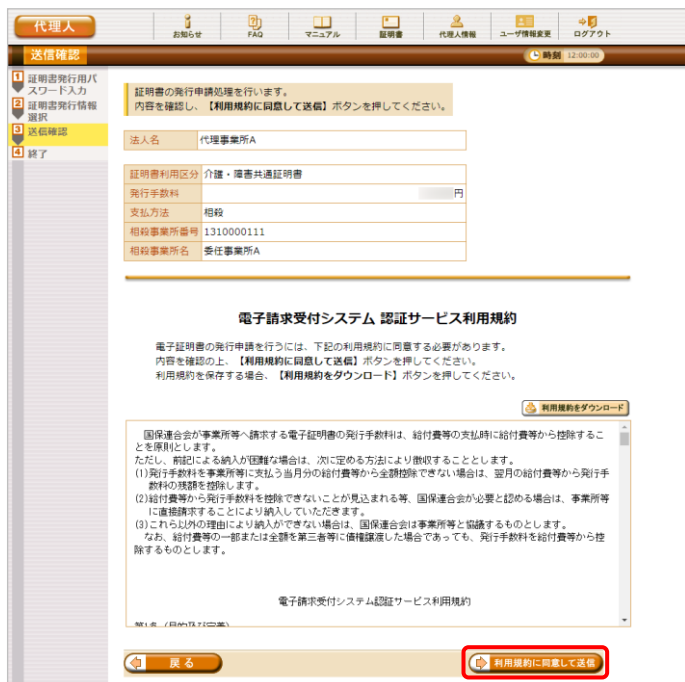 代理人
お知らせ
FAQ
マニュアル
証明書
代理人情報
ユーザ情報変更
ログアウト
送信確認
時刻 12:00:00
1 証明書発行用パ
スワード入力
2 証明書発行情報
選択
3 送信確認
4 終了
証明書の発行申請処理を行います。
内容を確認し、【利用規約に同意して送信】ボタンを押してください。
法人名 代理事業所A
証明書利用区分 介護・障害共通証明書
発行手数料 円
支払方法 相殺
相殺事業所番号 1310000111
相殺事業所名 委任事業所A
電子請求受付システム 認証サービス利用規約
電子証明書の発行申請を行うには、下記の利用規約に同意する必要があります。
内容を確認の上、【利用規約に同意して送信】ボタンを押してください。
利用規約を保存する場合、【利用規約をダウンロード】ボタンを押してください。
利用規約をダウンロード
国保連合会が事業所等へ請求する電子証明書の発行手数料は、給付費等の支払時に給付費等から控除するこ
とを原則とします。
ただし、前記による納入が困難な場合は、次に定める方法により徴収することとします。
(1)発行手数料を事業所等に支払う当月分の給付費等から全額控除できない場合は、翌月の給付費等から発行手
数料の残額を控除します。
(2)給付費等から発行手数料を控除できないことが見込まれる等、国保連合会が必要と認める場合は、事業所等
に直接請求することにより納入していただきます。
(3)これら以外の理由により納入ができない場合は、国保連合会は事業所等と協議するものとします。
なお、給付費等の一部または全額を第三者等に債権譲渡した場合であっても、発行手数料を給付費等から控
除するものとします。
電子請求受付システム認証サービス利用規約
第1条 (目的及び定義)
戻る
利用規約に同意して送信